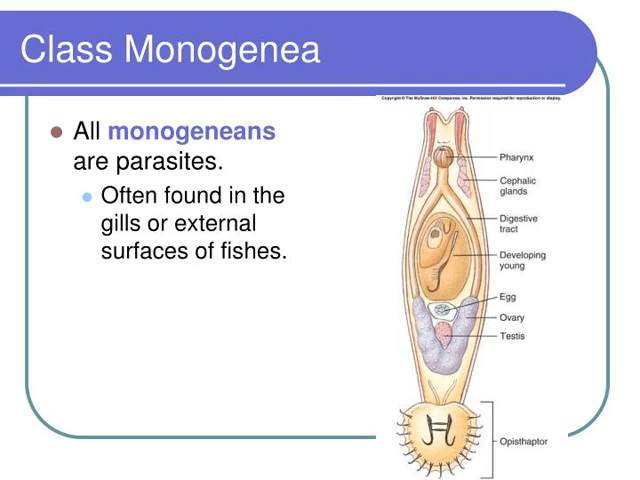 Class Monogenea
Copyright © The McGraw-Hill Companies, Inc. Permission required for reproduction or display.
All monogeneans
are parasites.
Often found in the
gills or external
surfaces of fishes.
Pharynx
Cephalic
glands
Digestive
tract
Developing
young
Egg
Ovary
Testis
Opisthaptor